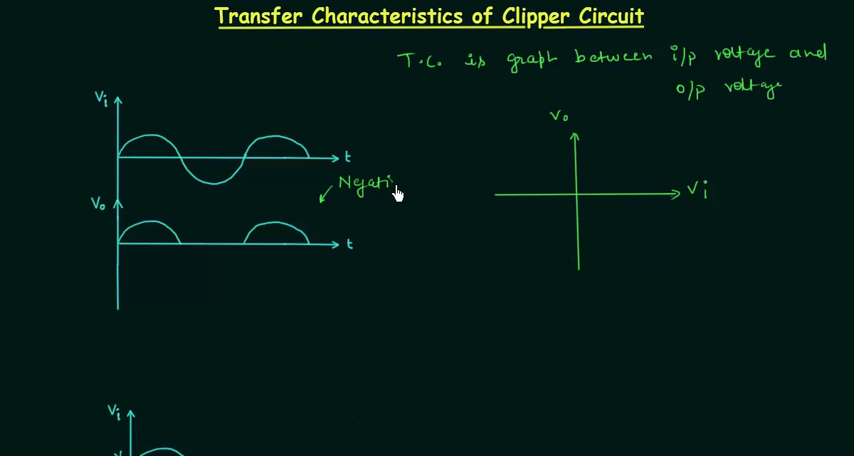 Transfer Characteristics of Clipper Circuit
T.C. is graph between i/p voltage and
o/p voltage
Vi
t
Negati
Vo
t
Vo
Vi
Vi